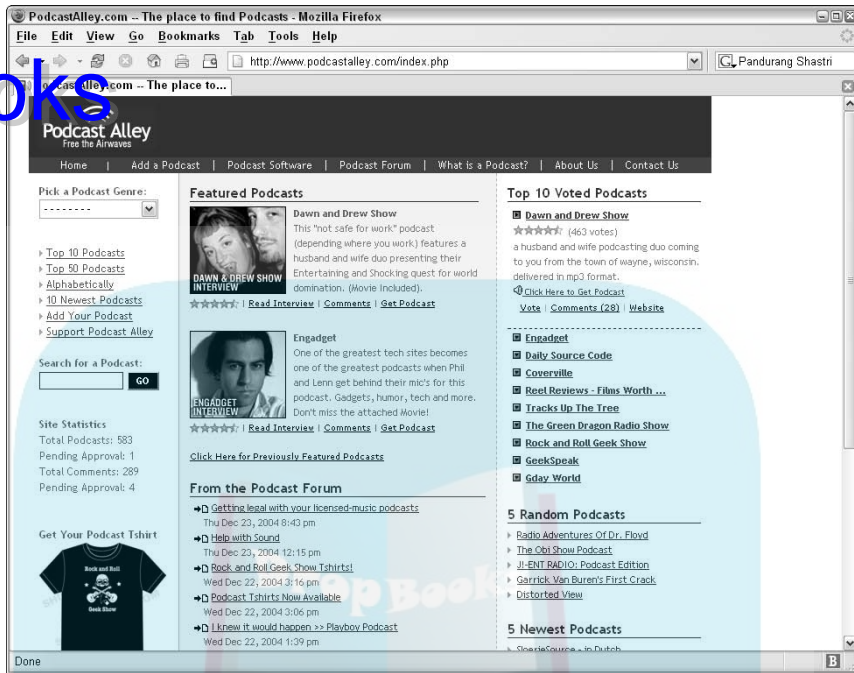 PodcastAlley.com -- The place to find Podcasts - Mozilla Firefox
File Edit View Go Bookmarks Tab Tools Help
http://www.podcastalley.com/index.php
G Pandurang Shastri
PodcastAlley.com -- The place to...
oks
Podcast Alley
Free the Airwaves
Home | Add a Podcast | Podcast Software | Podcast Forum | What is a Podcast? | About Us | Contact Us
Pick a Podcast Genre:
--------
Top 10 Podcasts
Top 50 Podcasts
Alphabetically
10 Newest Podcasts
Add Your Podcast
Support Podcast Alley
Search for a Podcast:
GO
Site Statistics
Total Podcasts: 583
Pending Approval: 1
Total Comments: 289
Pending Approval: 4
Get Your Podcast Tshirt
Rock and Roll
Geek Show
Featured Podcasts
DAWN & DREW SHOW
INTERVIEW
Dawn and Drew Show
This "not safe for work" podcast
(depending where you work) features a
husband and wife duo presenting their
Entertaining and Shocking quest for world
domination. (Movie Included).
| Read Interview | Comments | Get Podcast
ENGADGET
INTERVIEW
Engadget
One of the greatest tech sites becomes
one of the greatest podcasts when Phil
and Lenn get behind their mic's for this
podcast. Gadgets, humor, tech and more.
Don't miss the attached Movie!
| Read Interview | Comments | Get Podcast
Click Here for Previously Featured Podcasts
From the Podcast Forum
Getting legal with your licensed-music podcasts
Thu Dec 23, 2004 8:43 pm
Help with Sound
Thu Dec 23, 2004 12:15 pm
Rock and Roll Geek Show Tshirts!
Wed Dec 22, 2004 3:16 pm
Podcast Tshirts Now Available
Wed Dec 22, 2004 3:06 pm
I knew it would happen >> Playboy Podcast
Wed Dec 22, 2004 1:39 pm
Top 10 Voted Podcasts
Dawn and Drew Show
(463 votes)
a husband and wife podcasting duo coming
to you from the town of wayne, wisconsin.
delivered in mp3 format.
Click Here to Get Podcast
Vote | Comments (28) | Website
Engadget
Daily Source Code
Coverville
Reel Reviews - Films Worth ...
Tracks Up The Tree
The Green Dragon Radio Show
Rock and Roll Geek Show
GeekSpeak
Gday World
5 Random Podcasts
Radio Adventures Of Dr. Floyd
The Obi Show Podcast
J!-ENT RADIO: Podcast Edition
Garrick Van Buren's First Crack
Distorted View
5 Newest Podcasts
Done